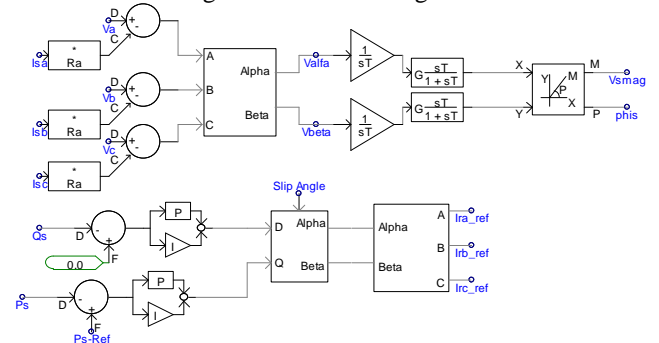 D
Va
+
-
C
Isa
*
Ra
D
Vb
+
-
C
Isb
*
Ra
D
Vc
+
-
C
Isc
*
Ra
A
B
C
Alpha
Beta
Valfa
Vbeta
1
sT
1
sT
G sT
1 + sT
G sT
1 + sT
X
Y
Y M
P
X
M
P
Vsmag
phis
Qs
D
-
+
F
0.0
P
I
Ps
D
-
+
F
Ps-Ref
P
I
Slip Angle
D
Q
Alpha
Beta
Alpha
Beta
A
B
C
Ira_ref
Irb_ref
Irc_ref